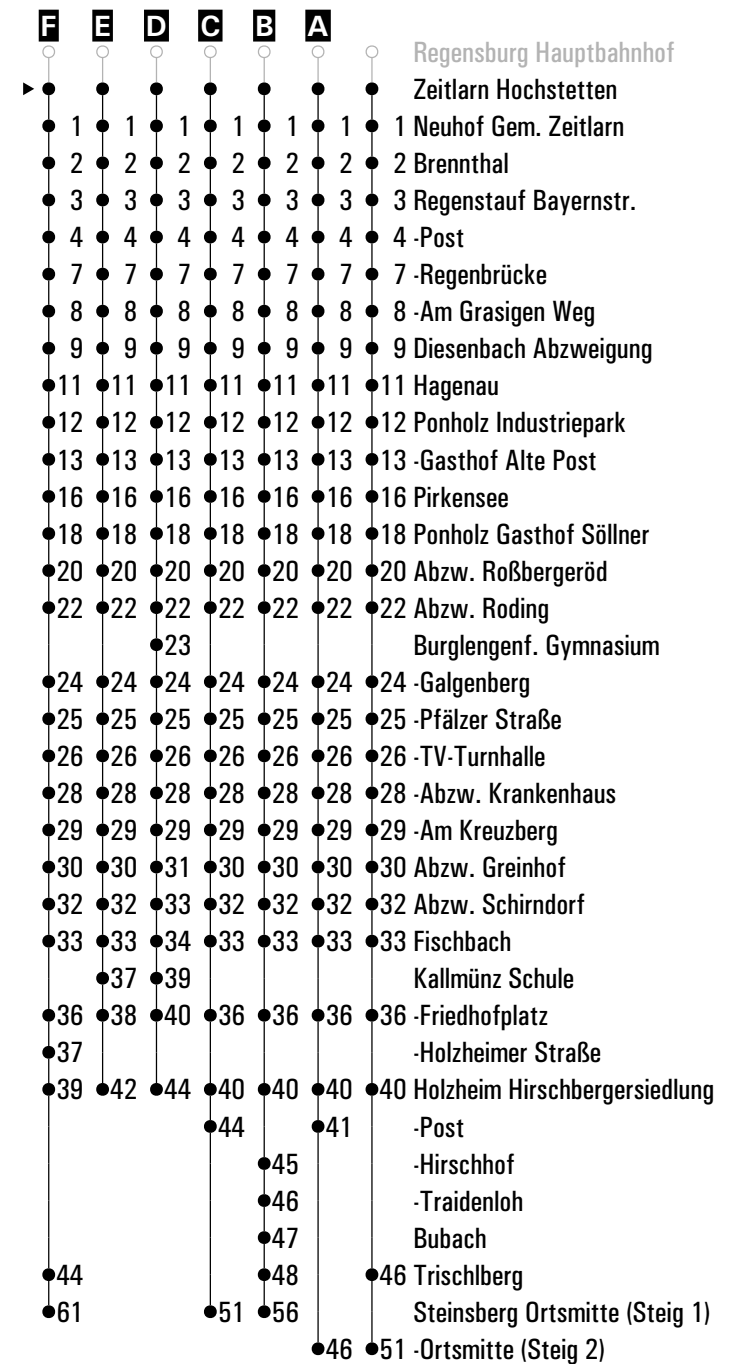 F E D C B A
Regensburg Hauptbahnhof
Zeitlarn Hochstetten
1 1 1 1 1 1 1 Neuhof Gem. Zeitlarn
2 2 2 2 2 2 2 Brennthal
3 3 3 3 3 3 3 Regenstauf Bayernstr.
4 4 4 4 4 4 4 -Post
7 7 7 7 7 7 7 -Regenbrücke
8 8 8 8 8 8 8 -Am Grasigen Weg
9 9 9 9 9 9 9 Diesenbach Abzweigung
11 11 11 11 11 11 11 Hagenau
12 12 12 12 12 12 12 Ponholz Industriepark
13 13 13 13 13 13 13 -Gasthof Alte Post
16 16 16 16 16 16 16 Pirkensee
18 18 18 18 18 18 18 Ponholz Gasthof Söllner
20 20 20 20 20 20 20 Abzw. Roßbergeröd
22 22 22 22 22 22 22 Abzw. Roding
23 Burglengenf. Gymnasium
24 24 24 24 24 24 24 -Galgenberg
25 25 25 25 25 25 25 -Pfälzer Straße
26 26 26 26 26 26 26 -TV-Turnhalle
28 28 28 28 28 28 28 -Abzw. Krankenhaus
29 29 29 29 29 29 29 -Am Kreuzberg
30 30 31 30 30 30 30 Abzw. Greinhof
32 32 33 32 32 32 32 Abzw. Schirndorf
33 33 34 33 33 33 33 Fischbach
37 39 Kallmünz Schule
36 38 40 36 36 36 36 -Friedhofplatz
37 -Holzheimer Straße
39 42 44 40 40 40 40 Holzheim Hirschbergersiedlung
44 41 -Post
45 -Hirschhof
46 -Traidenloh
47 Bubach
44 48 46 Trischlberg
61 51 56 Steinsberg Ortsmitte (Steig 1)
46 51 -Ortsmitte (Steig 2)